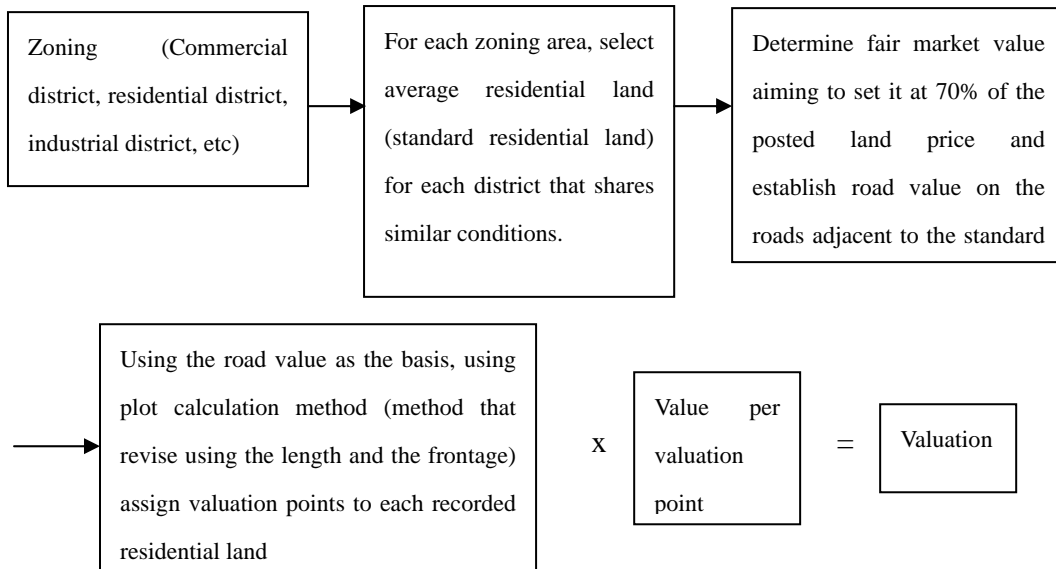 Zoning (Commercial
district, residential district,
industrial district, etc)
For each zoning area, select
average residential land
(standard residential land)
for each district that shares
similar conditions.
Determine fair market value
aiming to set it at 70% of the
posted land price and
establish road value on the
roads adjacent to the standard
Using the road value as the basis, using
plot calculation method (method that
revise using the length and the frontage)
assign valuation points to each recorded
residential land
x
Value per
valuation
point
=
Valuation